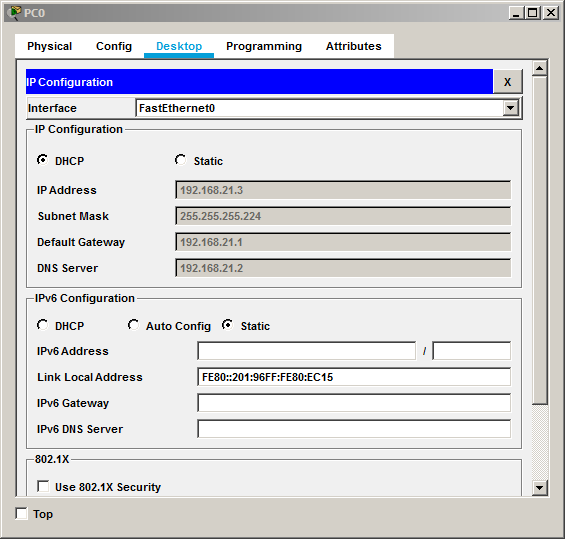 PC0
Physical Config Desktop Programming Attributes
IP Configuration X
Interface FastEthernet0
IP Configuration
DHCP Static
IP Address 192.168.21.3
Subnet Mask 255.255.255.224
Default Gateway 192.168.21.1
DNS Server 192.168.21.2
IPv6 Configuration
DHCP Auto Config Static
IPv6 Address /
Link Local Address FE80::201:96FF:FE80:EC15
IPv6 Gateway
IPv6 DNS Server
802.1X
Use 802.1X Security
Top